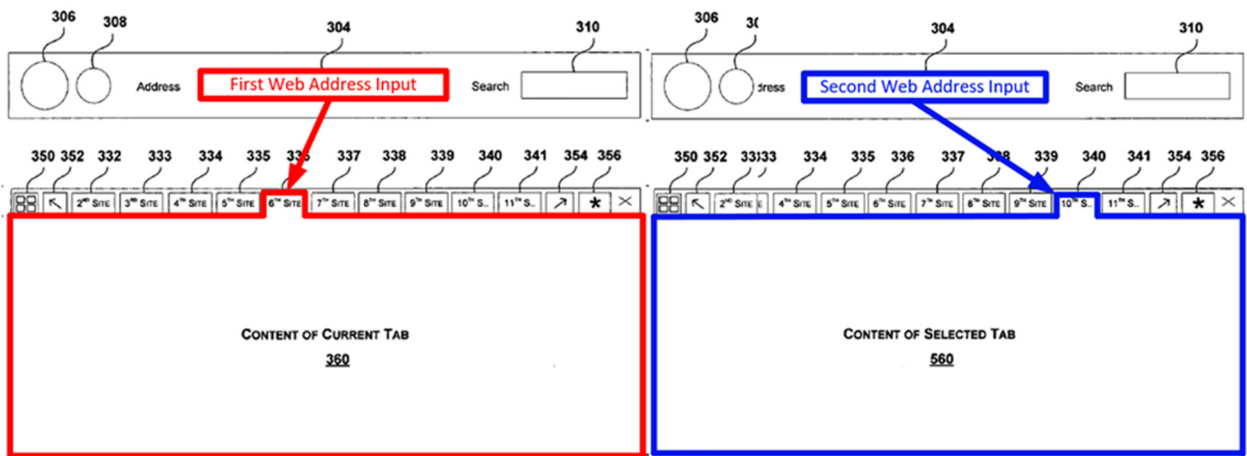 306 308 304 310
Address First Web Address Input Search
350 352 332 333 334 335 336 337 338 339 340 341 354 356
2ND SITE 3RD SITE 4TH SITE 5TH SITE 6TH SITE 7TH SITE 8TH SITE 9TH SITE 10TH S.. 11TH S..
CONTENT OF CURRENT TAB
360
306 304 310
dress Second Web Address Input Search
350 352 333 334 335 336 337 338 339 340 341 354 356
2ND SITE 4TH SITE 5TH SITE 6TH SITE 7TH SITE 8TH SITE 9TH SITE 10TH S.. 11TH S..
CONTENT OF SELECTED TAB
560